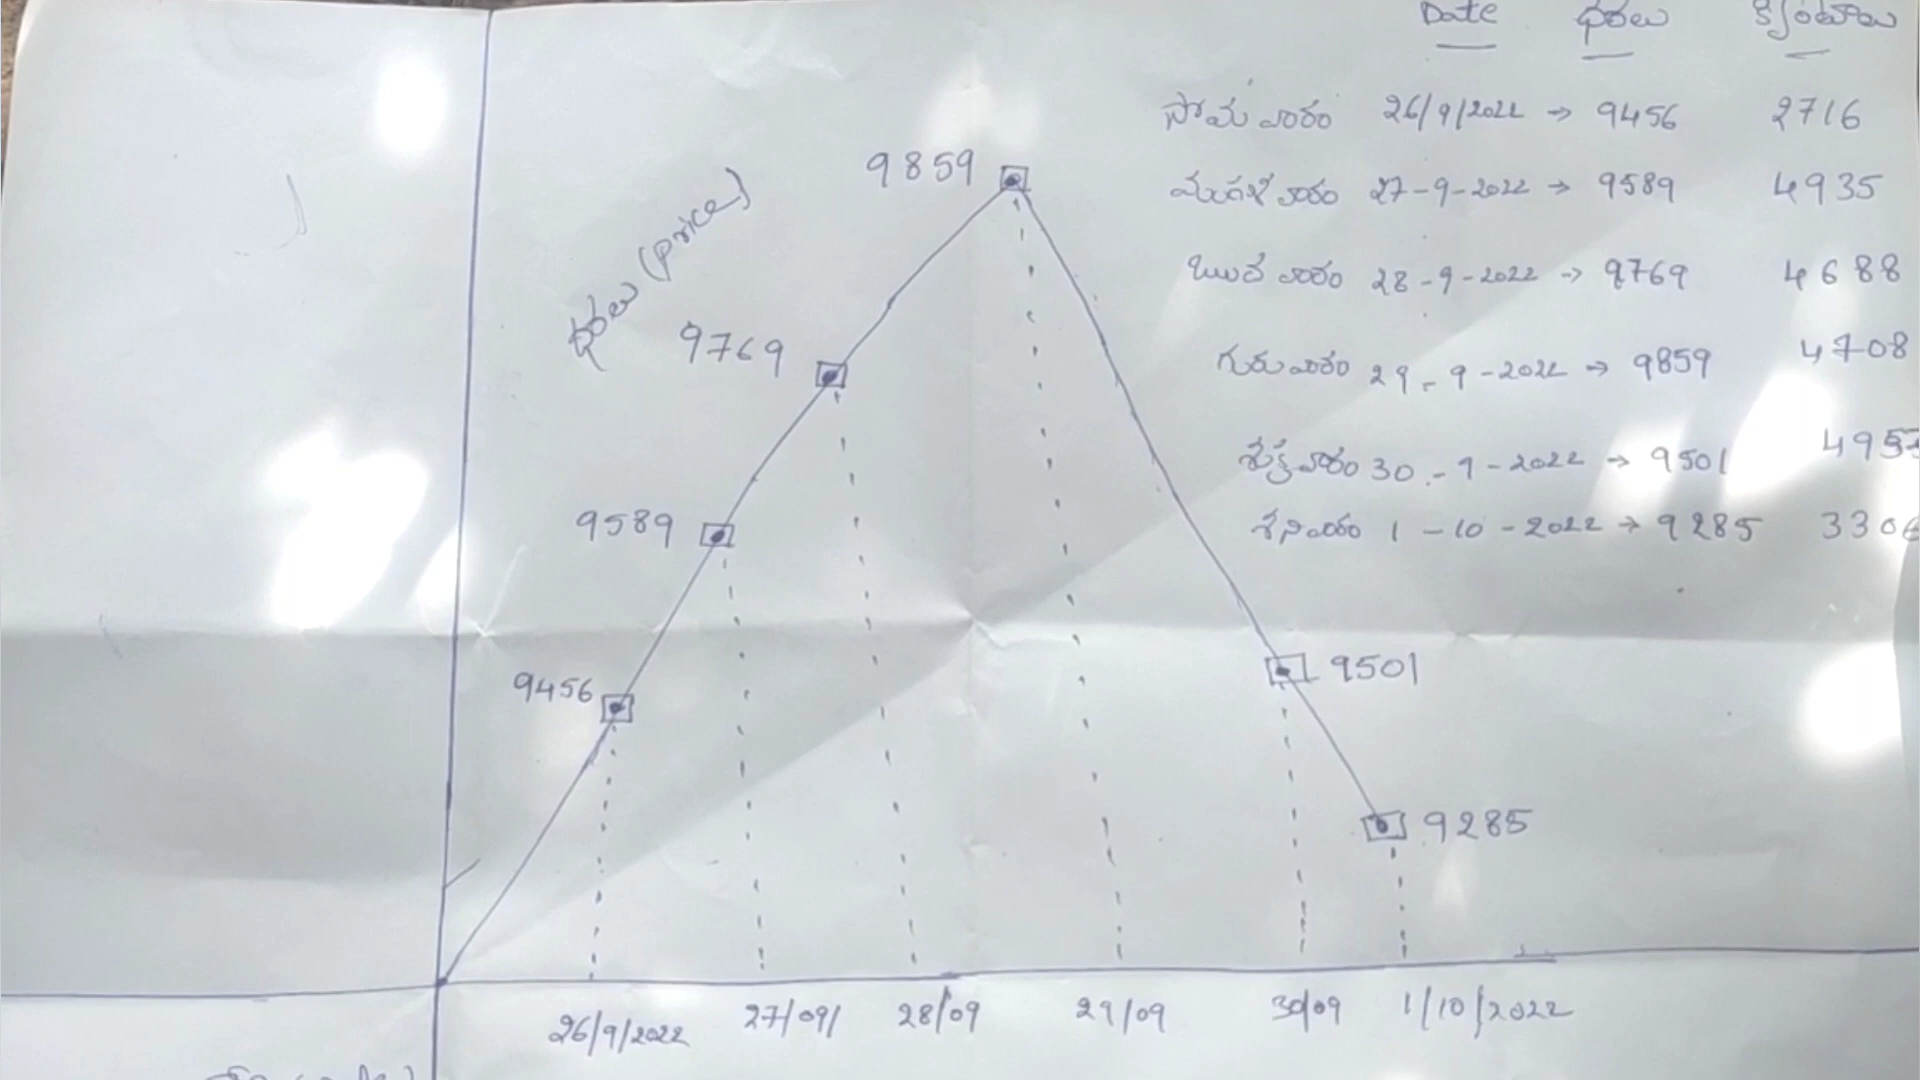 Date ధరలు క్వింటాలు
సోమవారం 26/9/2022 → 9456 2716
మంగళవారం 27-9-2022 → 9589 4935
బుధవారం 28-9-2022 → 9769 4688
గురువారం 29-9-2022 → 9859 4708
శుక్రవారం 30-9-2022 → 9501
శనివారం 1-10-2022 → 9285
ధరలు (price)
9859
9769
9589
9456
9501
9285
26/9/2022 27/09/ 28/09 29/09 30/09 1/10/2022